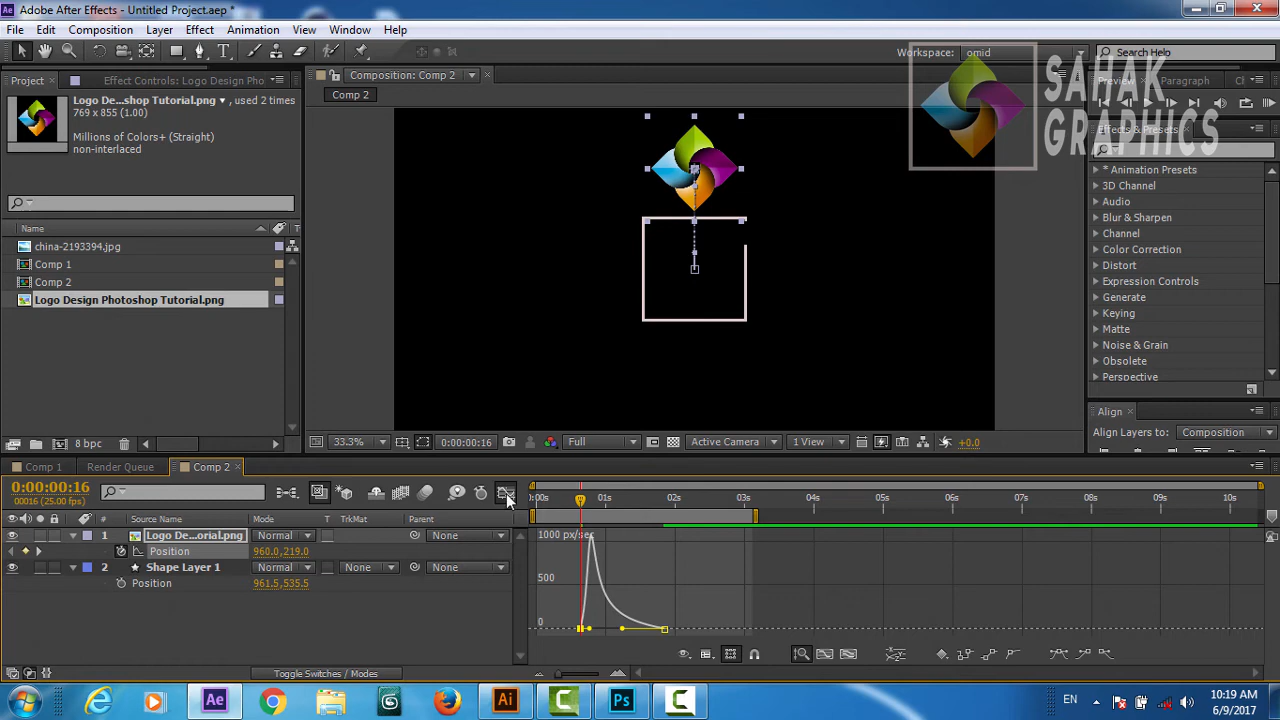 Adobe After Effects - Untitled Project.aep *
File Edit Composition Layer Effect Animation View Window Help
Workspace: omid
Search Help
Project
Effect Controls: Logo Design Pho
Composition: Comp 2
Preview
Paragraph
Comp 2
SAHAK
GRAPHICS
Logo De...shop Tutorial.png , used 2 times
769 x 855 (1.00)
Millions of Colors+ (Straight)
non-interlaced
Effects & Presets
* Animation Presets
3D Channel
Audio
Blur & Sharpen
Channel
Color Correction
Distort
Expression Controls
Generate
Keying
Matte
Noise & Grain
Obsolete
Perspective
Name
china-2193394.jpg
Comp 1
Comp 2
Logo Design Photoshop Tutorial.png
Align
Align Layers to: Composition
8 bpc
33.3%
0:00:00:16
Full
Active Camera
1 View
+0.0
Comp 1
Render Queue
Comp 2
0:00:00:16
00016 (25.00 fps)
:00s 01s 02s 03s 04s 05s 06s 07s 08s 09s 10s
# Source Name Mode T TrkMat Parent
1 Logo De...orial.png Normal None
Position 960.0,219.0
2 Shape Layer 1 Normal None None
Position 961.5,535.5
1000 px/sec
500
0
Toggle Switches / Modes
Ae
Ai
Ps
EN
10:19 AM
6/9/2017